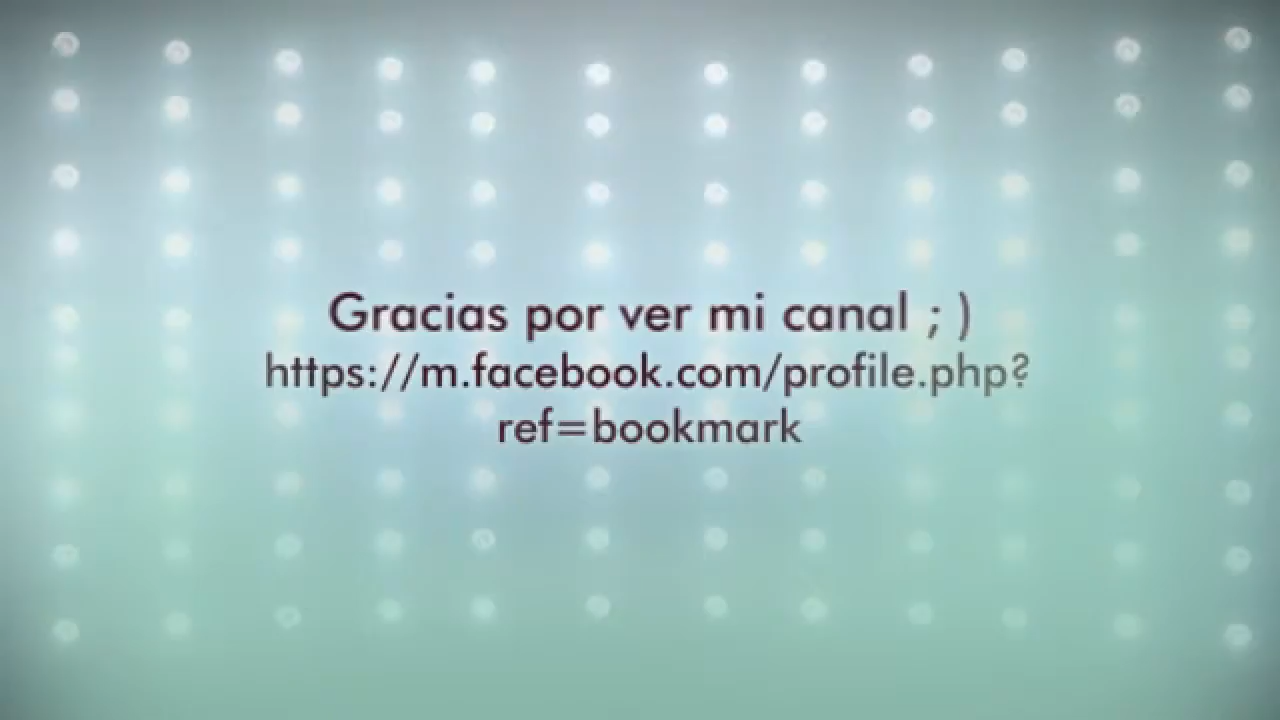 Gracias por ver mi canal ; )
https://m.facebook.com/profile.php?
ref=bookmark